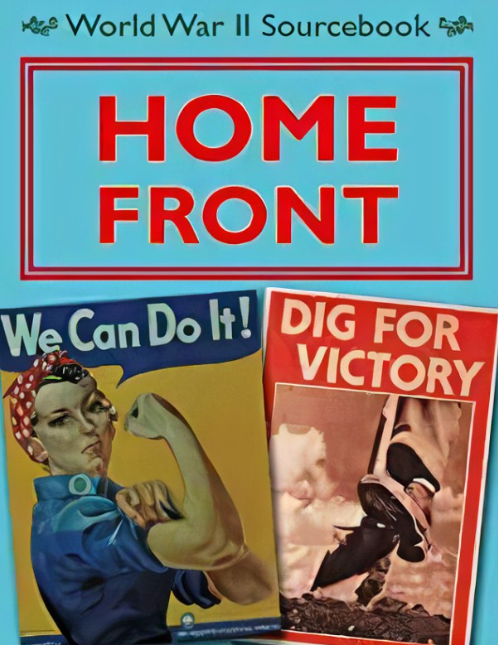 World War II Sourcebook
HOME
FRONT
We Can Do It!
DIG FOR
VICTORY